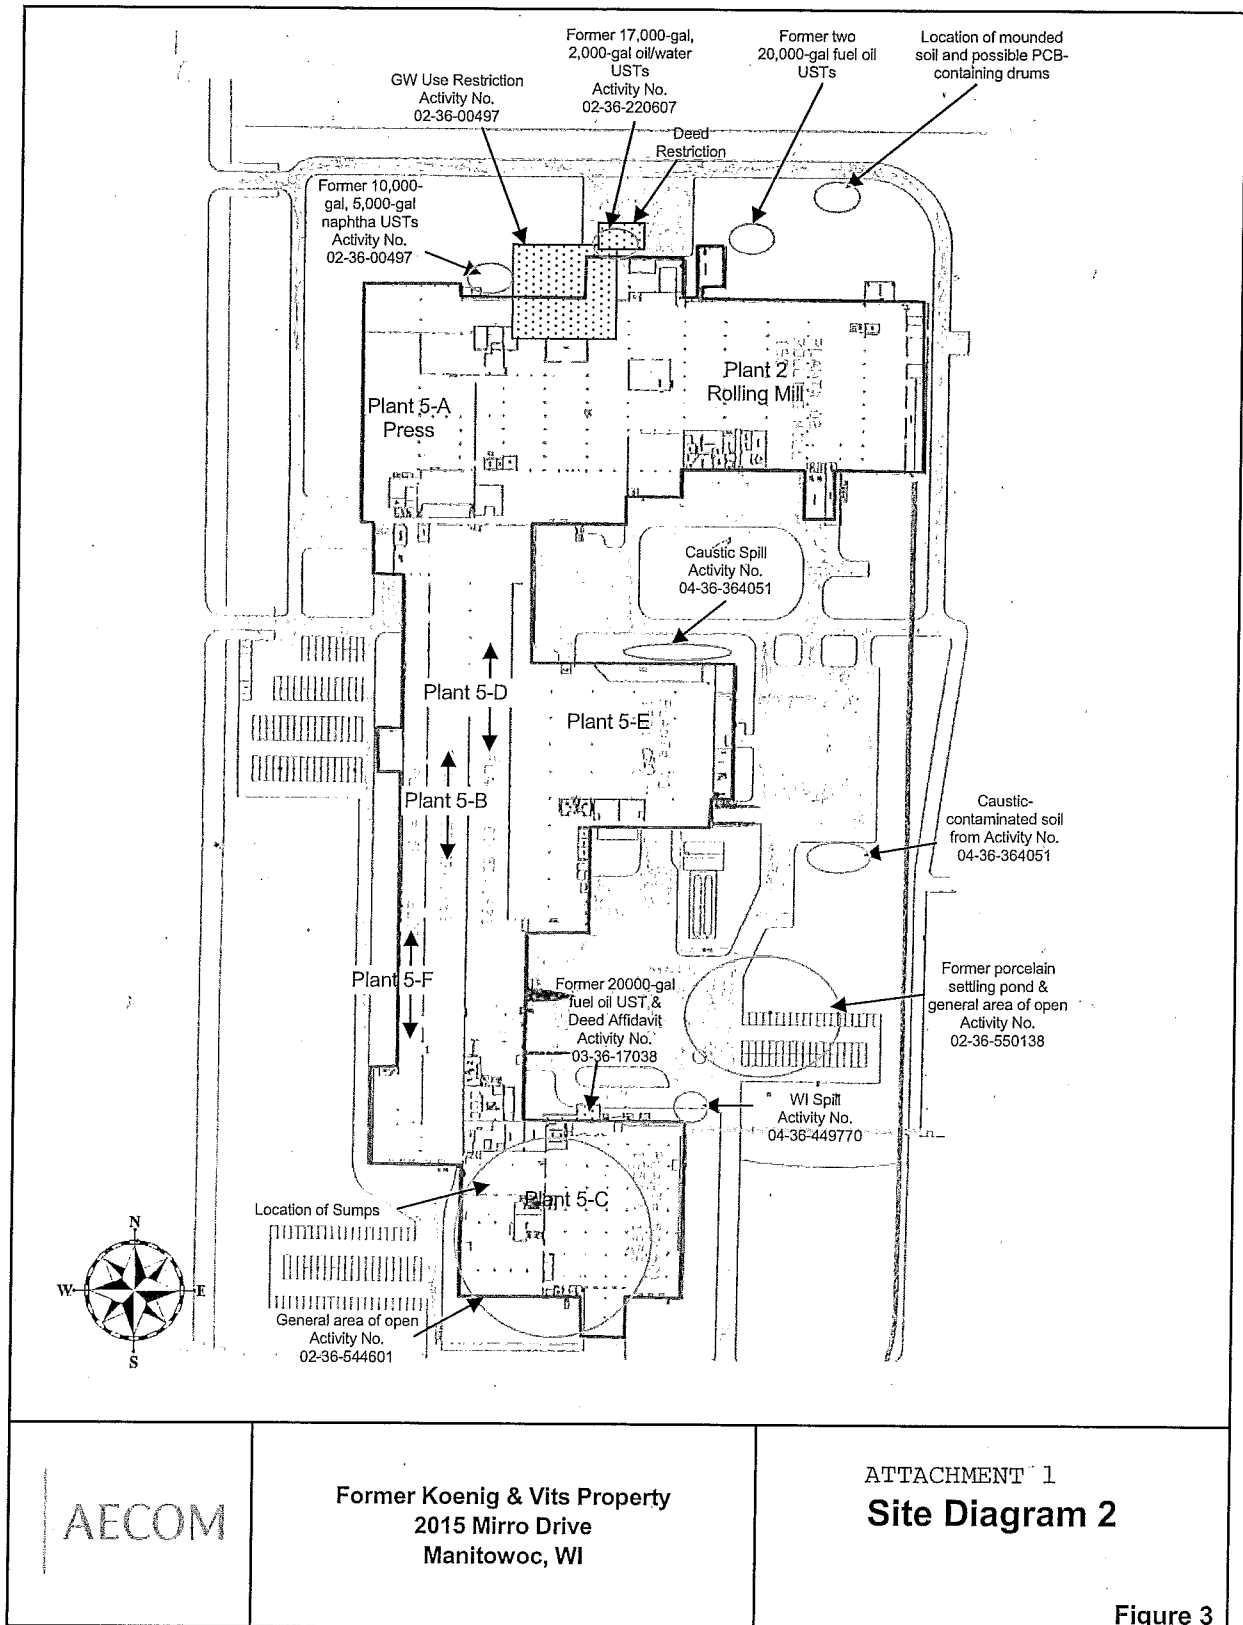 Former 17,000-gal,
2,000-gal oil/water
USTs
Activity No.
02-36-220607
Former two
20,000-gal fuel oil
USTs
Location of mounded
soil and possible PCB-
containing drums
GW Use Restriction
Activity No.
02-36-00497
Deed
Restriction
Former 10,000-
gal, 5,000-gal
naphtha USTs
Activity No.
02-36-00497
Plant 2
Rolling Mill
Plant 5-A
Press
Caustic Spill
Activity No.
04-36-364051
Plant 5-D
Plant 5-E
Plant 5-B
Caustic-
contaminated soil
from Activity No.
04-36-364051
Plant 5-F
Former 20000-gal
fuel oil UST &
Deed Affidavit
Activity No.
03-36-17038
Former porcelain
settling pond &
general area of open
Activity No.
02-36-550138
WI Spill
Activity No.
04-36-449770
Plant 5-C
Location of Sumps
N
W
E
S
General area of open
Activity No.
02-36-544601
AECOM
Former Koenig & Vits Property
2015 Mirro Drive
Manitowoc, WI
ATTACHMENT 1
Site Diagram 2
Figure 3